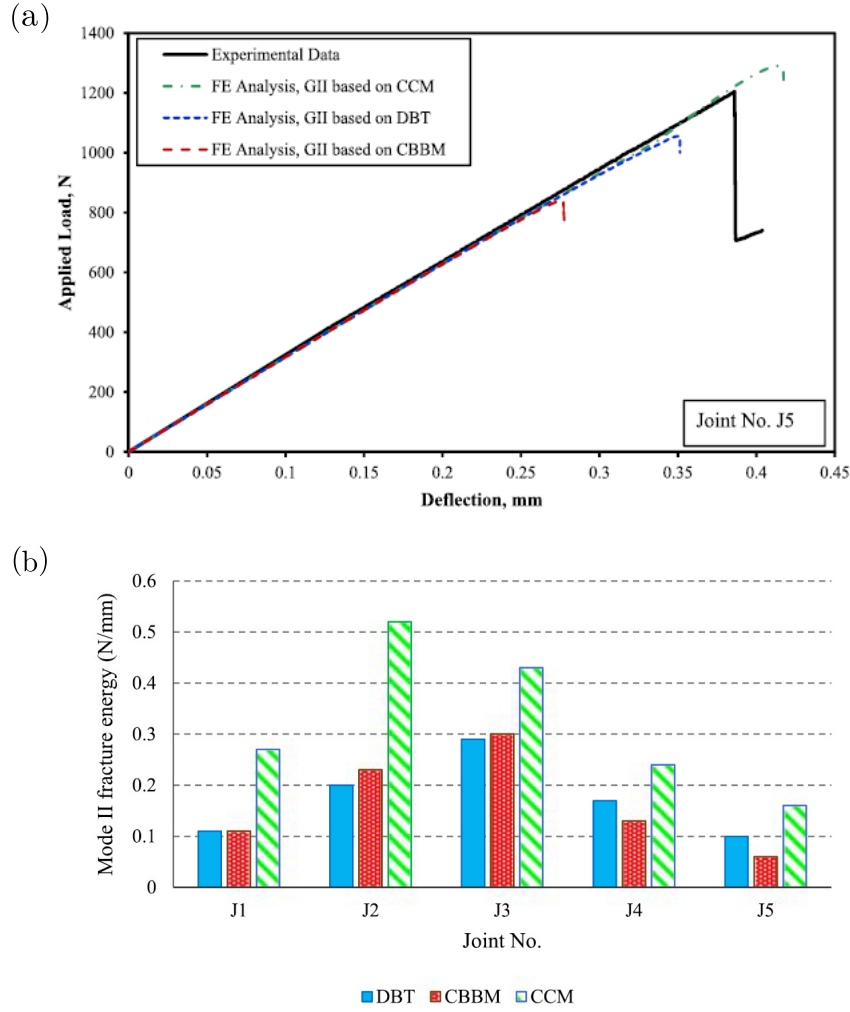 (a)
1400
1200
1000
800
600
400
200
0
Applied Load, N
Experimental Data
FE Analysis, GII based on CCM
FE Analysis, GII based on DBT
FE Analysis, GII based on CBBM
Joint No. J5
0 0.05 0.1 0.15 0.2 0.25 0.3 0.35 0.4 0.45
Deflection, mm
(b)
0.6
0.5
0.4
0.3
0.2
0.1
0
Mode II fracture energy (N/mm)
J1 J2 J3 J4 J5
Joint No.
DBT CBBM CCM